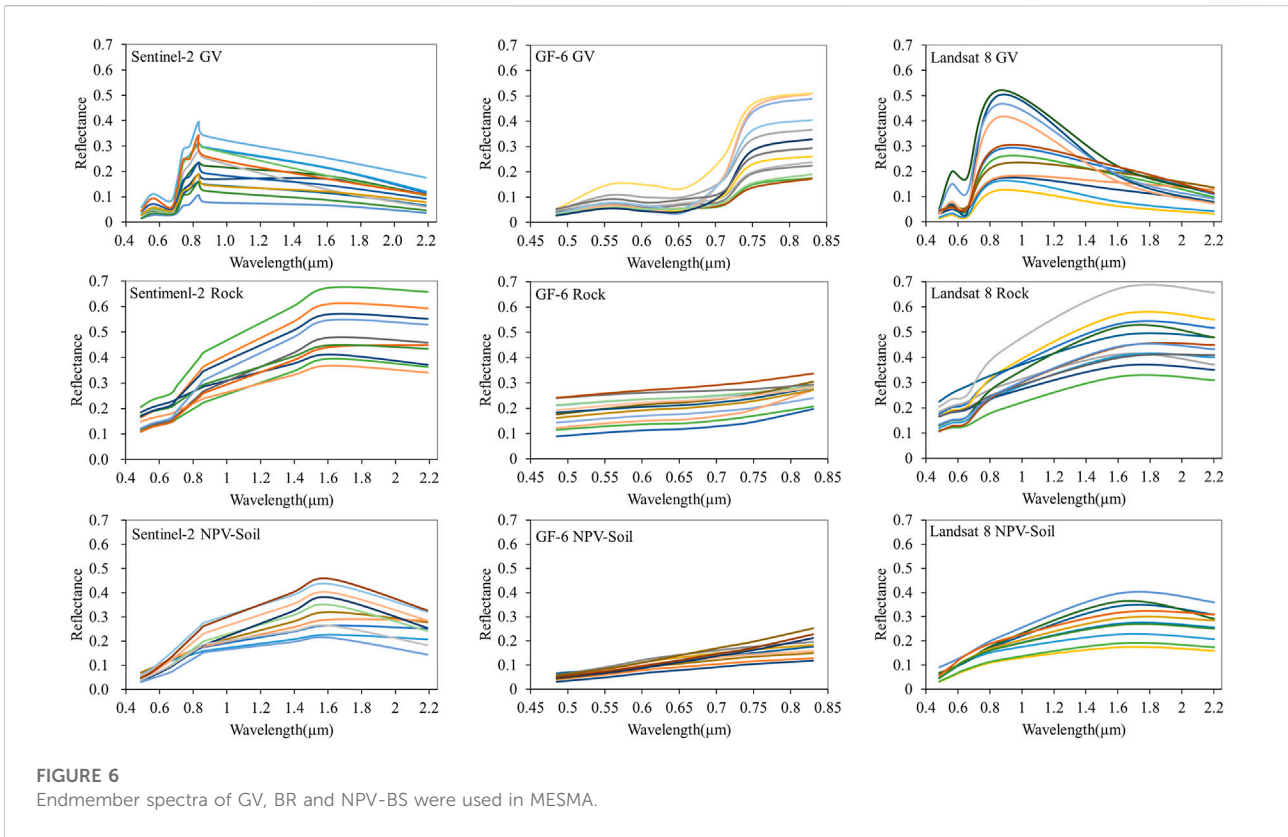 Sentinel-2 GV
Reflectance
0.7
0.6
0.5
0.4
0.3
0.2
0.1
0
0.4 0.6 0.8 1 1.2 1.4 1.6 1.8 2 2.2
Wavelength(μm)
GF-6 GV
Reflectance
0.7
0.6
0.5
0.4
0.3
0.2
0.1
0
0.45 0.5 0.55 0.6 0.65 0.7 0.75 0.8 0.85
Wavelength(μm)
Landsat 8 GV
Reflectance
0.7
0.6
0.5
0.4
0.3
0.2
0.1
0
0.4 0.6 0.8 1 1.2 1.4 1.6 1.8 2 2.2
Wavelength(μm)
Sentimenl-2 Rock
Reflectance
0.7
0.6
0.5
0.4
0.3
0.2
0.1
0.0
0.4 0.6 0.8 1 1.2 1.4 1.6 1.8 2 2.2
Wavelength(μm)
GF-6 Rock
Reflectance
0.7
0.6
0.5
0.4
0.3
0.2
0.1
0
0.45 0.5 0.55 0.6 0.65 0.7 0.75 0.8 0.85
Wavelength(μm)
Landsat 8 Rock
Reflectance
0.7
0.6
0.5
0.4
0.3
0.2
0.1
0
0.4 0.6 0.8 1 1.2 1.4 1.6 1.8 2 2.2
Wavelength(μm)
Sentinel-2 NPV-Soil
Reflectance
0.7
0.6
0.5
0.4
0.3
0.2
0.1
0.0
0.4 0.6 0.8 1 1.2 1.4 1.6 1.8 2 2.2
Wavelength(μm)
GF-6 NPV-Soil
Reflectance
0.7
0.6
0.5
0.4
0.3
0.2
0.1
0
0.45 0.5 0.55 0.6 0.65 0.7 0.75 0.8 0.85
Wavelength(μm)
Landsat 8 NPV-Soil
Reflectance
0.7
0.6
0.5
0.4
0.3
0.2
0.1
0
0.4 0.6 0.8 1 1.2 1.4 1.6 1.8 2 2.2
Wavelength(μm)
FIGURE 6
Endmember spectra of GV, BR and NPV-BS were used in MESMA.